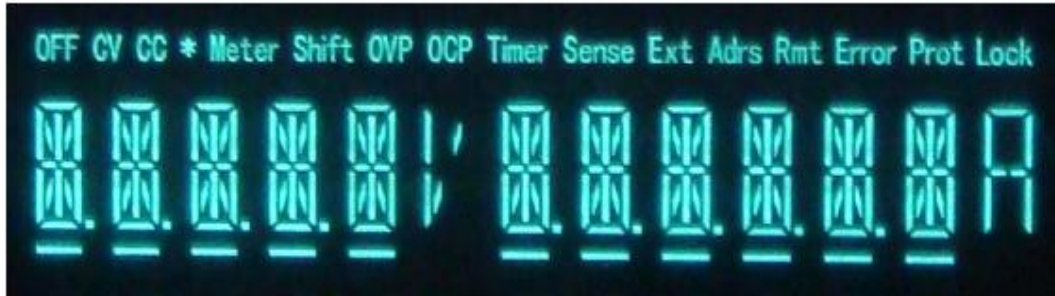 OFF CV CC * Meter Shift OVP OCP Timer Sense Ext Adrs Rmt Error Prot Lock
V A